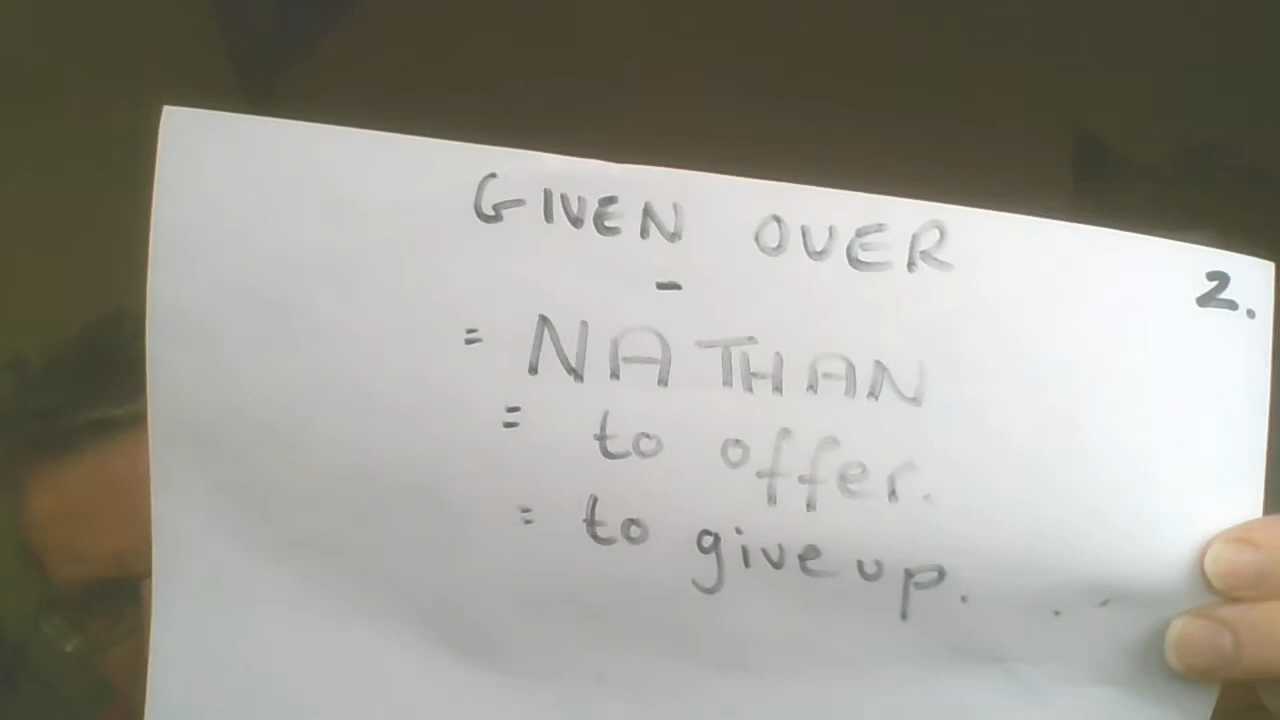 GIVEN OVER
2.
-
= NATHAN
= to offer.
= to give up.